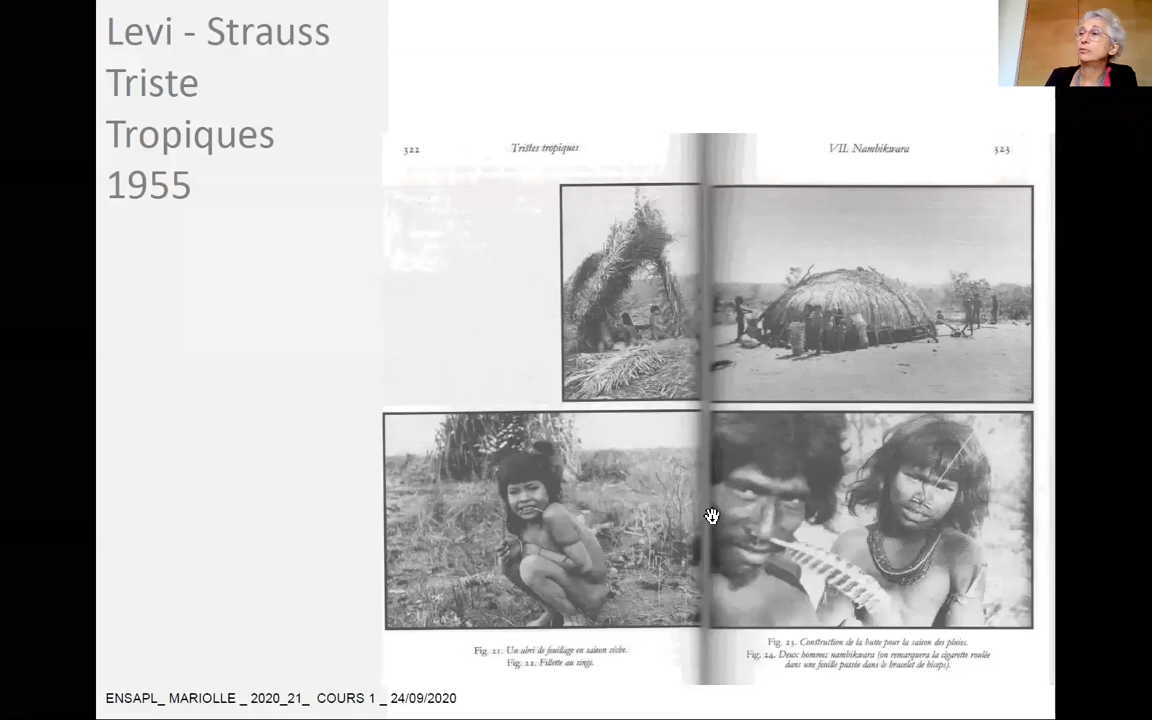 Levi - Strauss
Triste
Tropiques
1955
322
Tristes tropiques
VII. Nambikwara
323
Fig. 21. Un abri de feuillage en saison sèche.
Fig. 22. Fillette au singe.
Fig. 23. Construction de la hutte pour la saison des pluies.
Fig. 24. Deux hommes nambikwara (on remarquera la cigarette roulée
dans une feuille passée dans le bracelet de biceps).
ENSAPL_ MARIOLLE _ 2020_21_ COURS 1 _ 24/09/2020